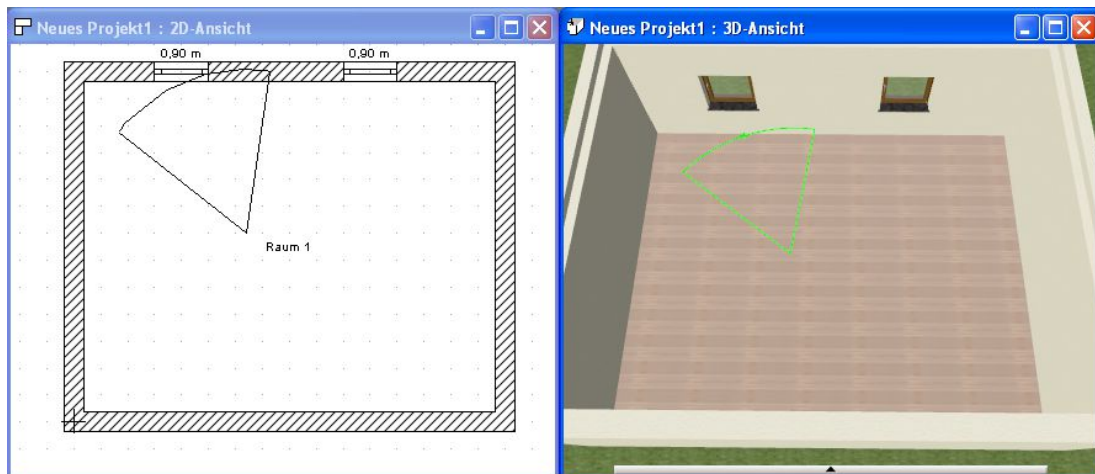 Neues Projekt1 : 2D-Ansicht
0,90 m
0,90 m
Raum 1
Neues Projekt1 : 3D-Ansicht